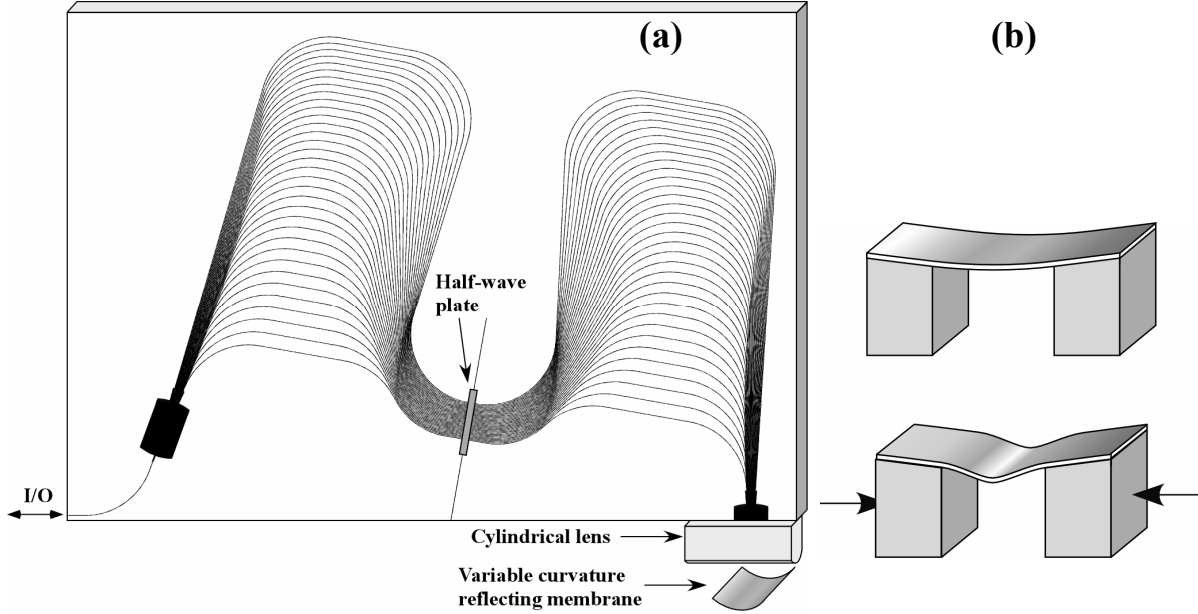 (a)
(b)
Half-wave
plate
I/O
Cylindrical lens
Variable curvature
reflecting membrane